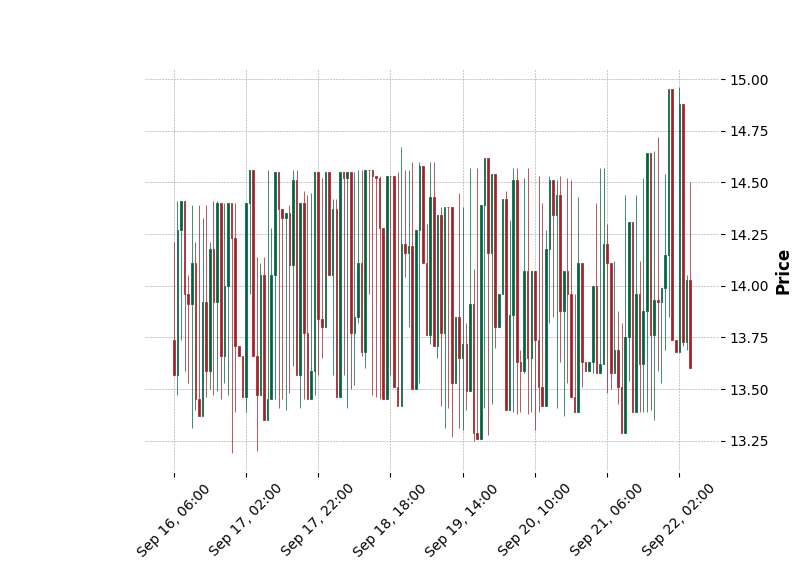 15.00
14.75
14.50
14.25
14.00
13.75
13.50
13.25
Price
Sep 16, 06:00
Sep 17, 02:00
Sep 17, 22:00
Sep 18, 18:00
Sep 19, 14:00
Sep 20, 10:00
Sep 21, 06:00
Sep 22, 02:00